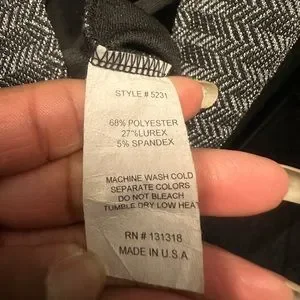 STYLE # 5231
68% POLYESTER
27% LUREX
5% SPANDEX
MACHINE WASH COLD
SEPARATE COLORS
DO NOT BLEACH
TUMBLE DRY LOW HEAT
RN # 131318
MADE IN U.S.A